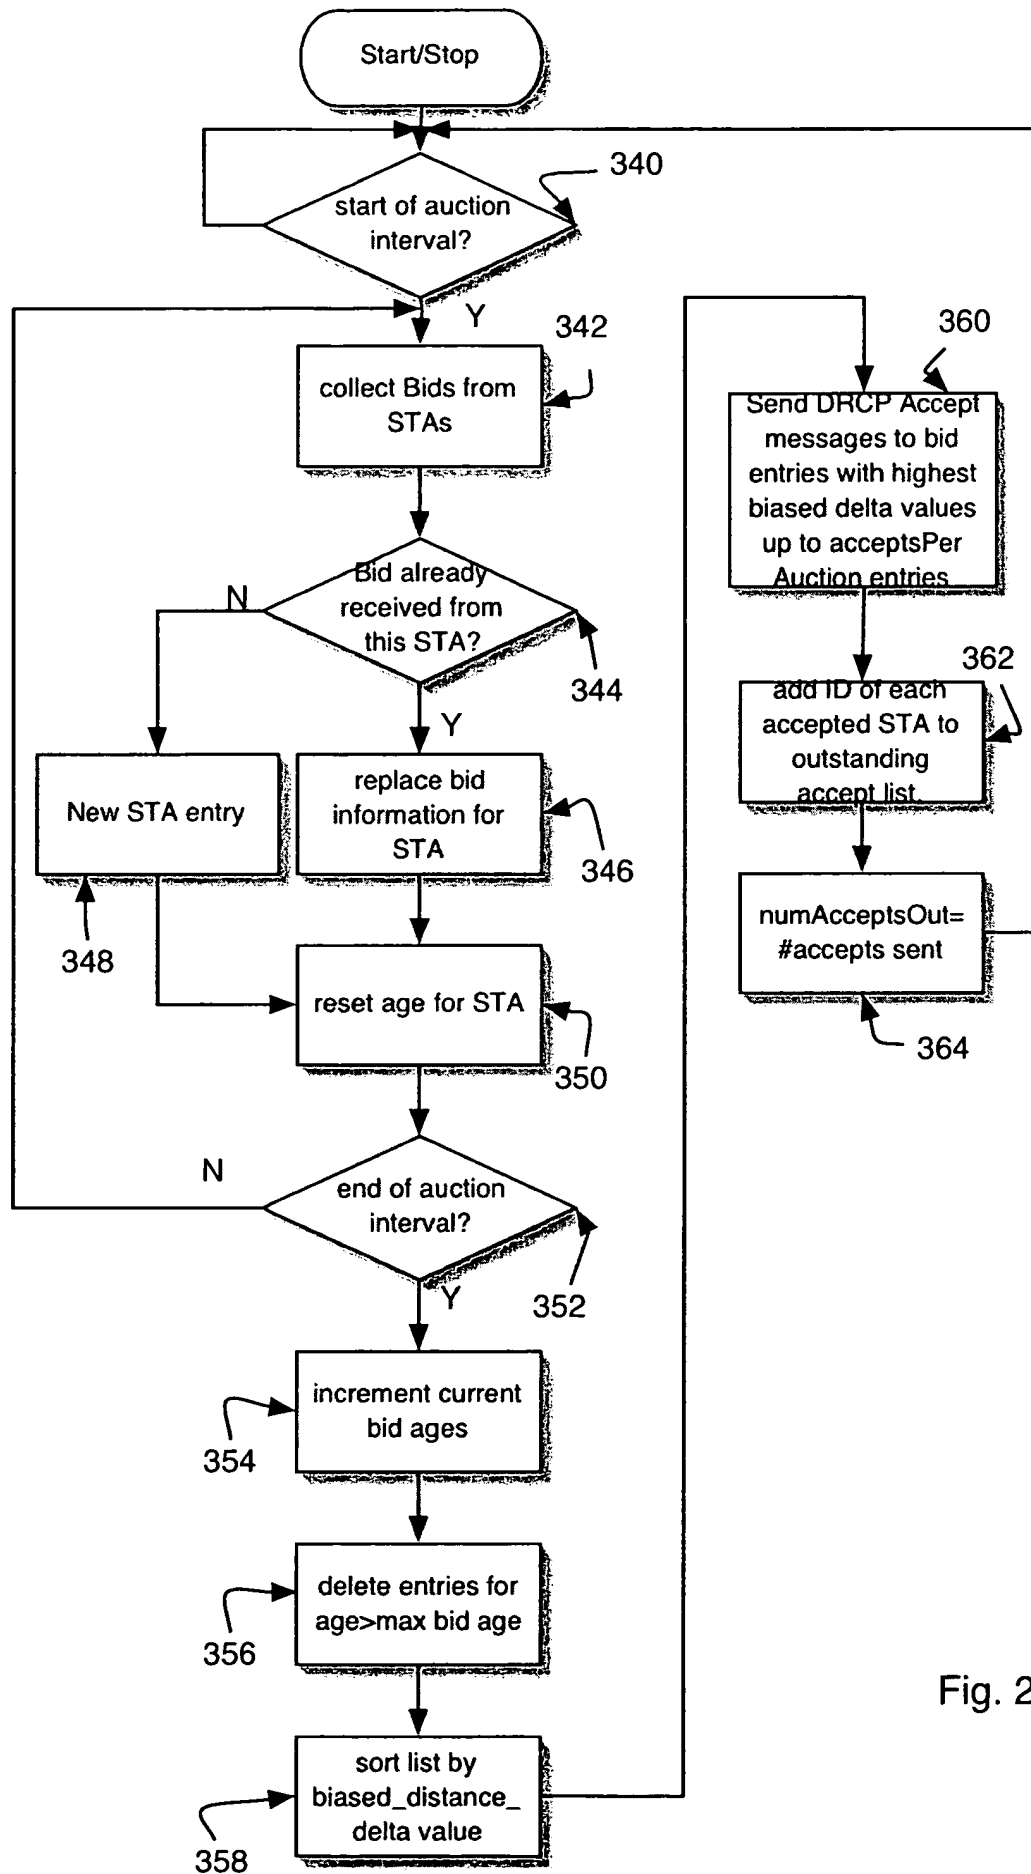 Start/Stop
340
start of auction
interval?
Y
342
collect Bids from
STAs
N
Bid already
received from
this STA?
344
Y
New STA entry
348
replace bid
information for
STA
346
reset age for STA
350
N
end of auction
interval?
352
Y
increment current
bid ages
354
delete entries for
age>max bid age
356
sort list by
biased_distance_
delta value
358
360
Send DRCP Accept
messages to bid
entries with highest
biased delta values
up to acceptsPer
Auction entries
362
add ID of each
accepted STA to
outstanding
accept list.
numAcceptsOut=
#accepts sent
364
Fig. 2